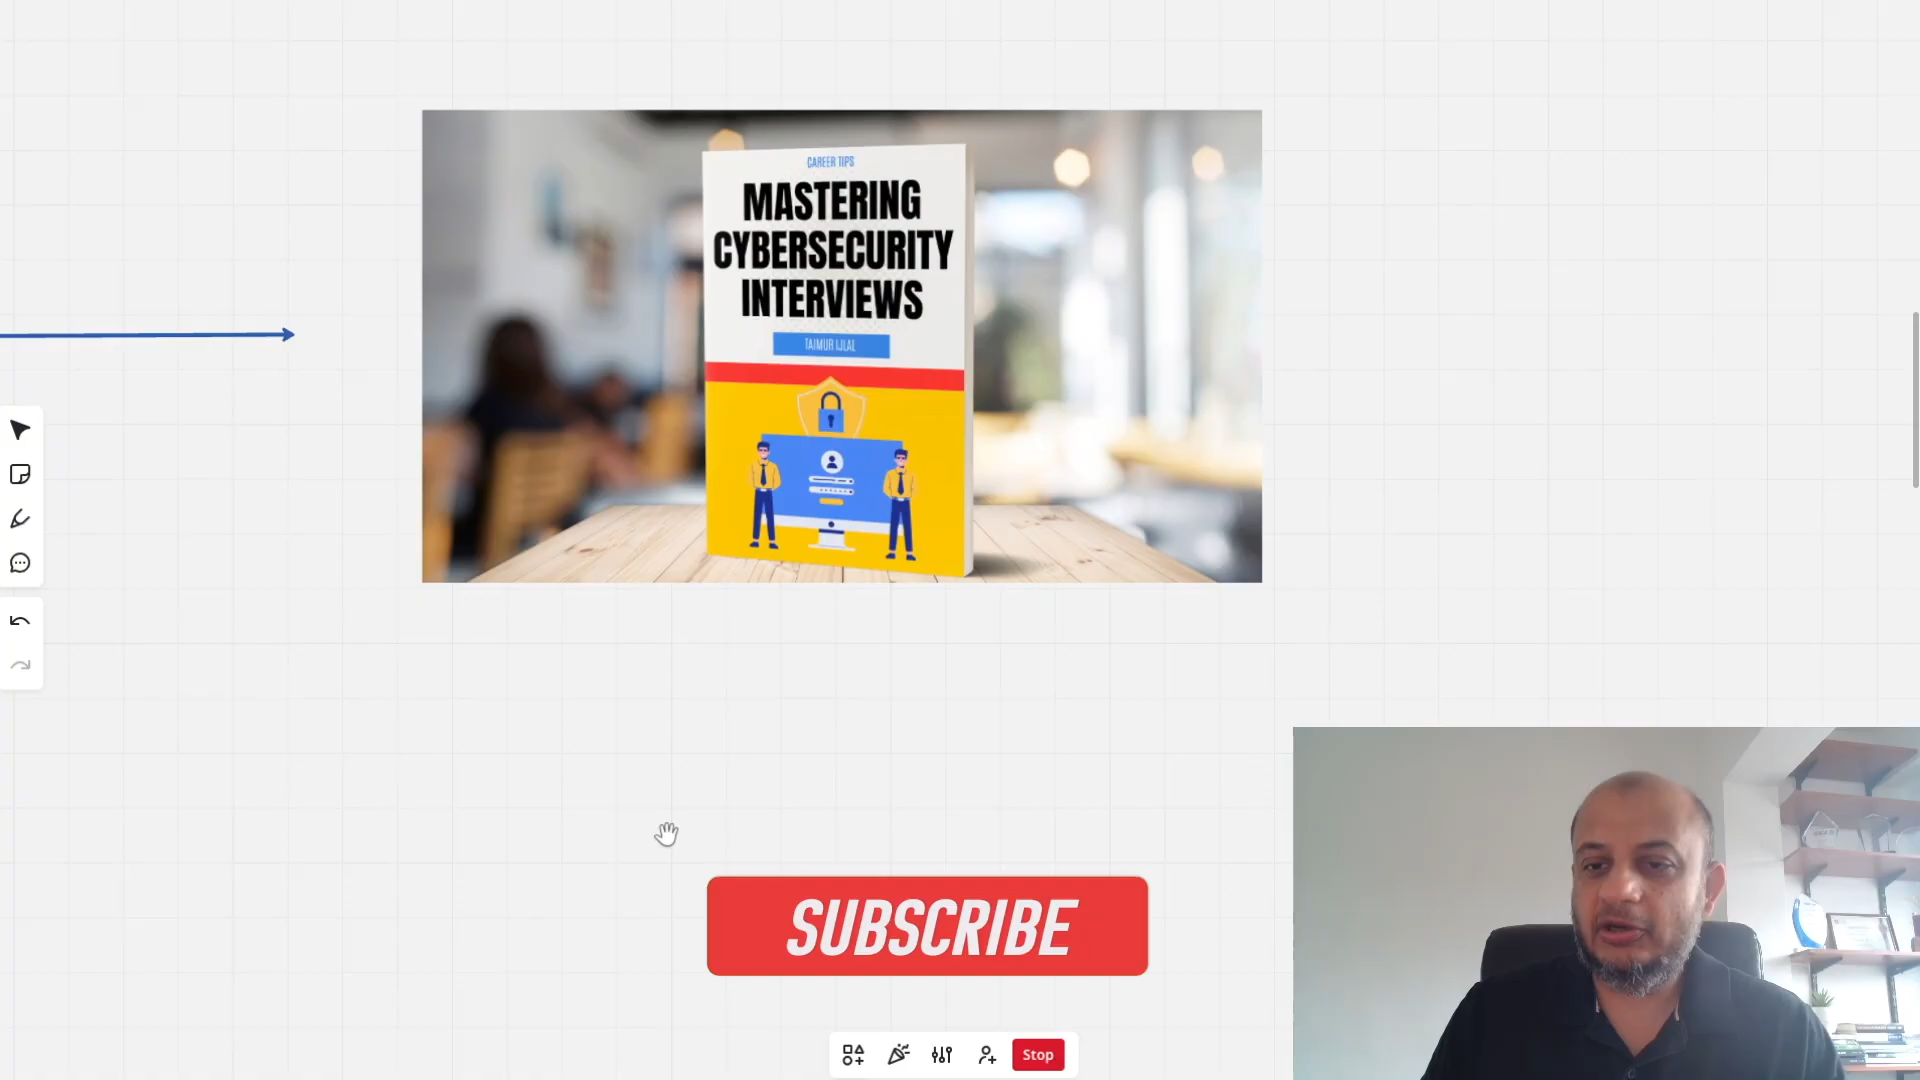 CAREER TIPS
MASTERING
CYBERSECURITY
INTERVIEWS
TAIMUR IJLAL
SUBSCRIBE
Stop